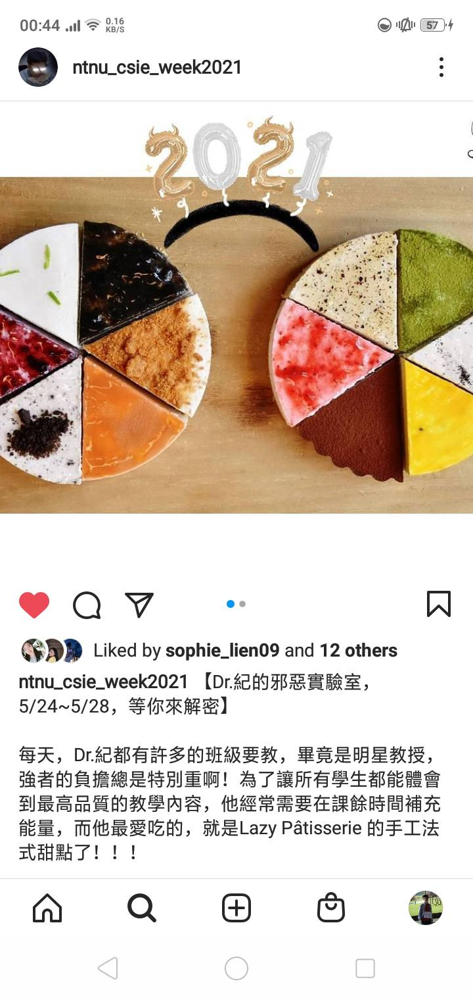 00:44
0.16
KB/S
57
ntnu_csie_week2021
2021
Liked by sophie_lien09 and 12 others
ntnu_csie_week2021 【Dr.紀的邪惡實驗室，
5/24~5/28，等你來解密】
每天，Dr.紀都有許多的班級要教，畢竟是明星教授，
強者的負擔總是特別重啊！為了讓所有學生都能體會
到最高品質的教學內容，他經常需要在課餘時間補充
能量，而他最愛吃的，就是Lazy Pâtisserie 的手工法
式甜點了！！！